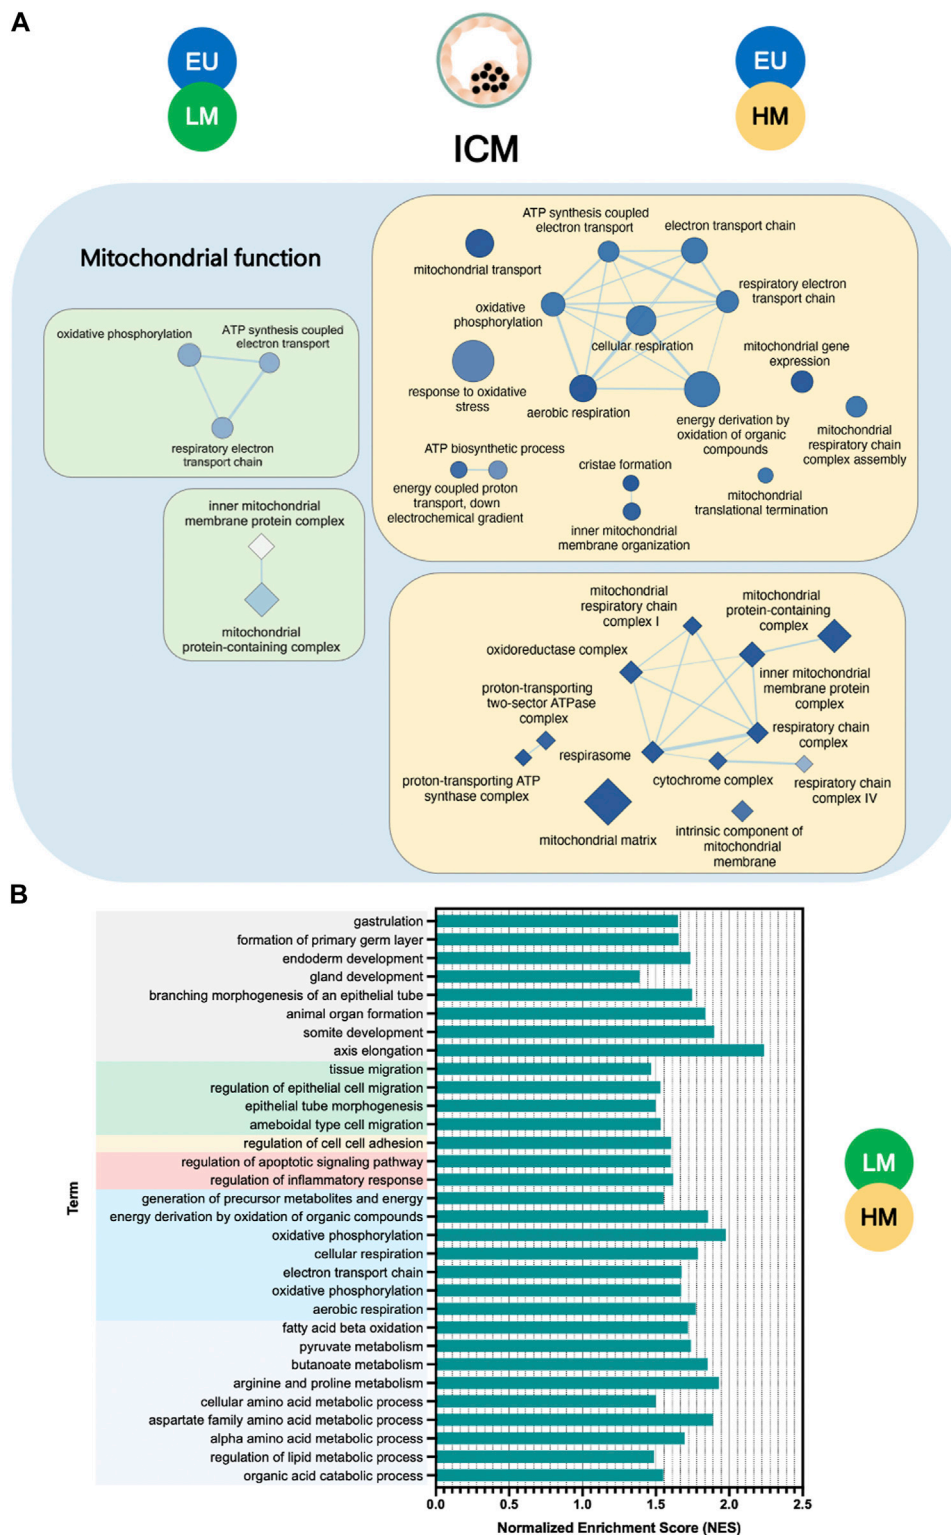 A
EU
LM
ICM
EU
HM
Mitochondrial function
oxidative phosphorylation
ATP synthesis coupled
electron transport
respiratory electron
transport chain
inner mitochondrial
membrane protein complex
mitochondrial
protein-containing complex
mitochondrial transport
ATP synthesis coupled
electron transport
electron transport chain
oxidative
phosphorylation
respiratory electron
transport chain
cellular respiration
response to oxidative
stress
aerobic respiration
energy derivation by
oxidation of organic
compounds
mitochondrial gene
expression
mitochondrial
respiratory chain
complex assembly
ATP biosynthetic process
energy coupled proton
transport, down
electrochemical gradient
cristae formation
inner mitochondrial
membrane organization
mitochondrial
translational termination
mitochondrial
respiratory chain
complex I
mitochondrial
protein-containing
complex
oxidoreductase complex
inner mitochondrial
membrane protein
complex
proton-transporting
two-sector ATPase
complex
respirasome
respiratory chain
complex
proton-transporting ATP
synthase complex
cytochrome complex
respiratory chain
complex IV
mitochondrial matrix
intrinsic component of
mitochondrial
membrane
B
Term
gastrulation
formation of primary germ layer
endoderm development
gland development
branching morphogenesis of an epithelial tube
animal organ formation
somite development
axis elongation
tissue migration
regulation of epithelial cell migration
epithelial tube morphogenesis
ameboidal type cell migration
regulation of cell cell adhesion
regulation of apoptotic signaling pathway
regulation of inflammatory response
generation of precursor metabolites and energy
energy derivation by oxidation of organic compounds
oxidative phosphorylation
cellular respiration
electron transport chain
oxidative phosphorylation
aerobic respiration
fatty acid beta oxidation
pyruvate metabolism
butanoate metabolism
arginine and proline metabolism
cellular amino acid metabolic process
aspartate family amino acid metabolic process
alpha amino acid metabolic process
regulation of lipid metabolic process
organic acid catabolic process
0.0 0.5 1.0 1.5 2.0 2.5
Normalized Enrichment Score (NES)
LM
HM